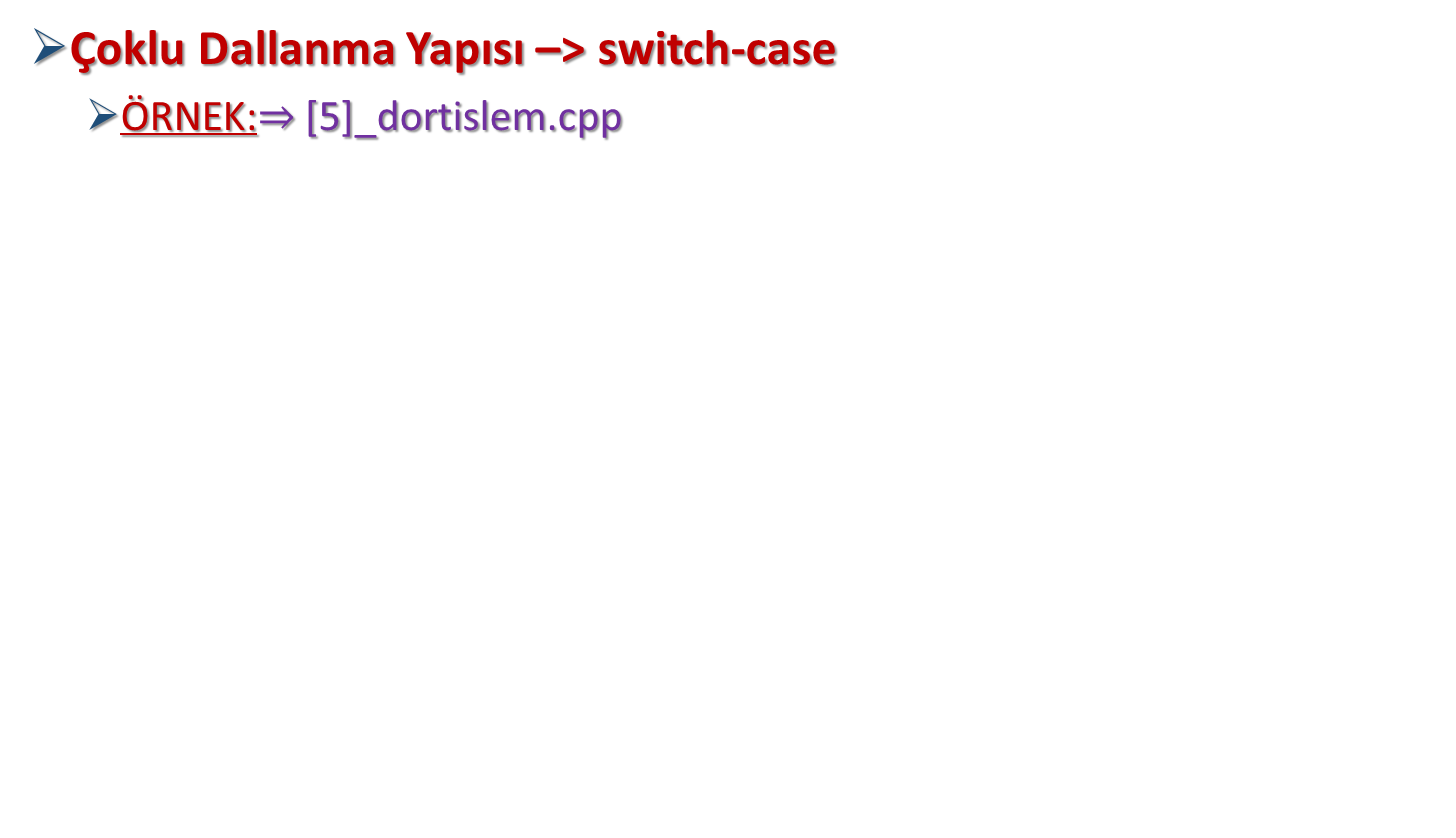 ➢Çoklu Dallanma Yapısı –> switch-case
➢ÖRNEK:⇒ [5]_dortislem.cpp